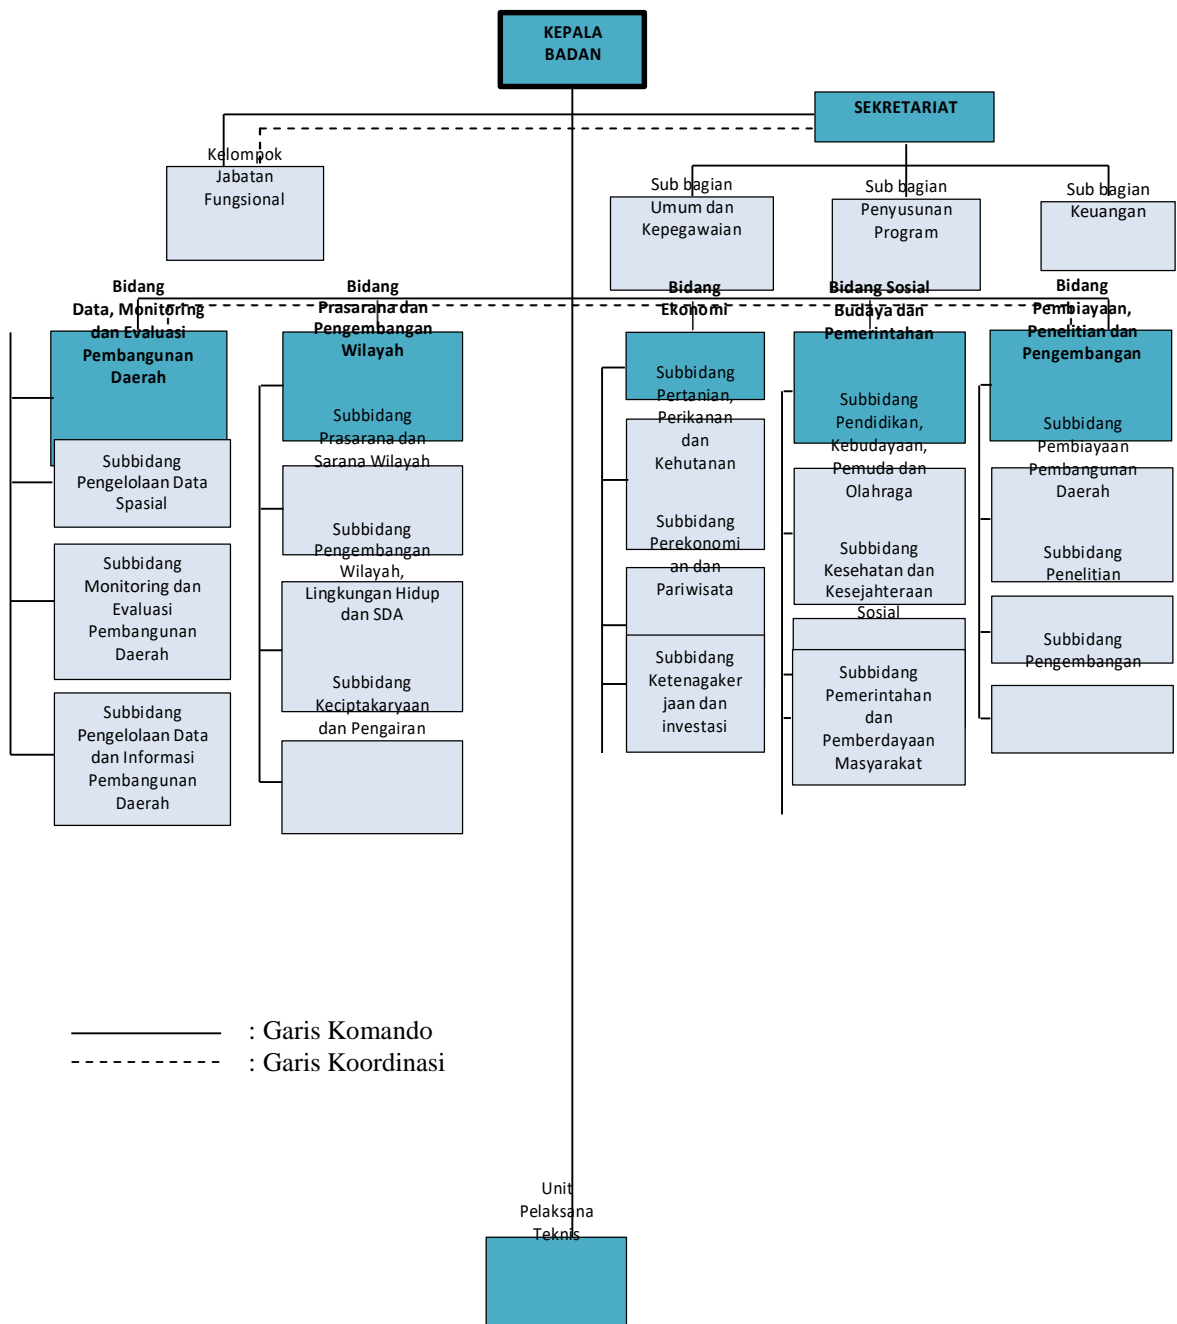 KEPALA
BADAN
SEKRETARIAT
Kelompok
Jabatan
Fungsional
Sub bagian
Umum dan
Kepegawaian
Sub bagian
Penyusunan
Program
Sub bagian
Keuangan
Bidang
Data, Monitoring
dan Evaluasi
Pembangunan
Daerah
Bidang
Prasarana dan
Pengembangan
Wilayah
Bidang
Ekonomi
Bidang Sosial
Budaya dan
Pemerintahan
Bidang
Pembiayaan,
Penelitian dan
Pengembangan
Subbidang
Pengelolaan Data
Spasial
Subbidang
Monitoring dan
Evaluasi
Pembangunan
Daerah
Subbidang
Pengelolaan Data
dan Informasi
Pembangunan
Daerah
Subbidang
Prasarana dan
Sarana Wilayah
Subbidang
Pengembangan
Wilayah,
Lingkungan Hidup
dan SDA
Subbidang
Keciptakaryaan
dan Pengairan
Subbidang
Pertanian,
Perikanan
dan
Kehutanan
Subbidang
Perekonomi
an dan
Pariwisata
Subbidang
Ketenagaker
jaan dan
investasi
Subbidang
Pendidikan,
Kebudayaan,
Pemuda dan
Olahraga
Subbidang
Kesehatan dan
Kesejahteraan
Sosial
Subbidang
Pemerintahan
dan
Pemberdayaan
Masyarakat
Subbidang
Pembiayaan
Pembangunan
Daerah
Subbidang
Penelitian
Subbidang
Pengembangan
: Garis Komando
: Garis Koordinasi
Unit
Pelaksana
Teknis